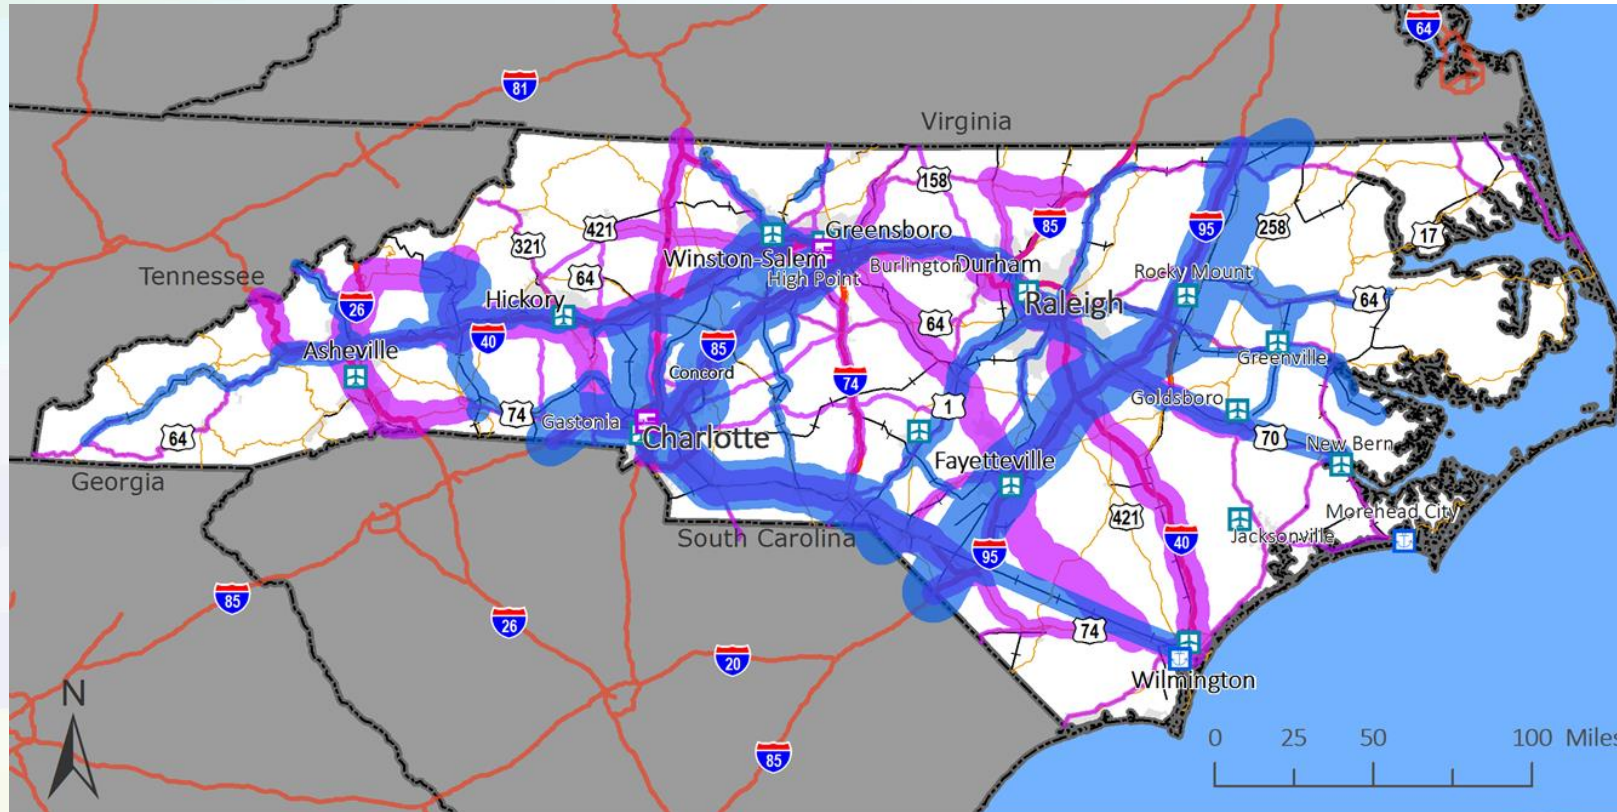 64
81
Virginia
158
421
85
95
258
17
321
Greensboro
Winston-Salem
Burlington
Durham
High Point
Rocky Mount
Tennessee
64
Hickory
26
Raleigh
64
64
40
85
Asheville
Concord
Greenville
74
1
Goldsboro
74
Gastonia
Charlotte
64
70
New Bern
Fayetteville
Georgia
Morehead City
421
South Carolina
Jacksonville
95
40
85
26
74
20
Wilmington
N
85
0 25 50 100 Miles